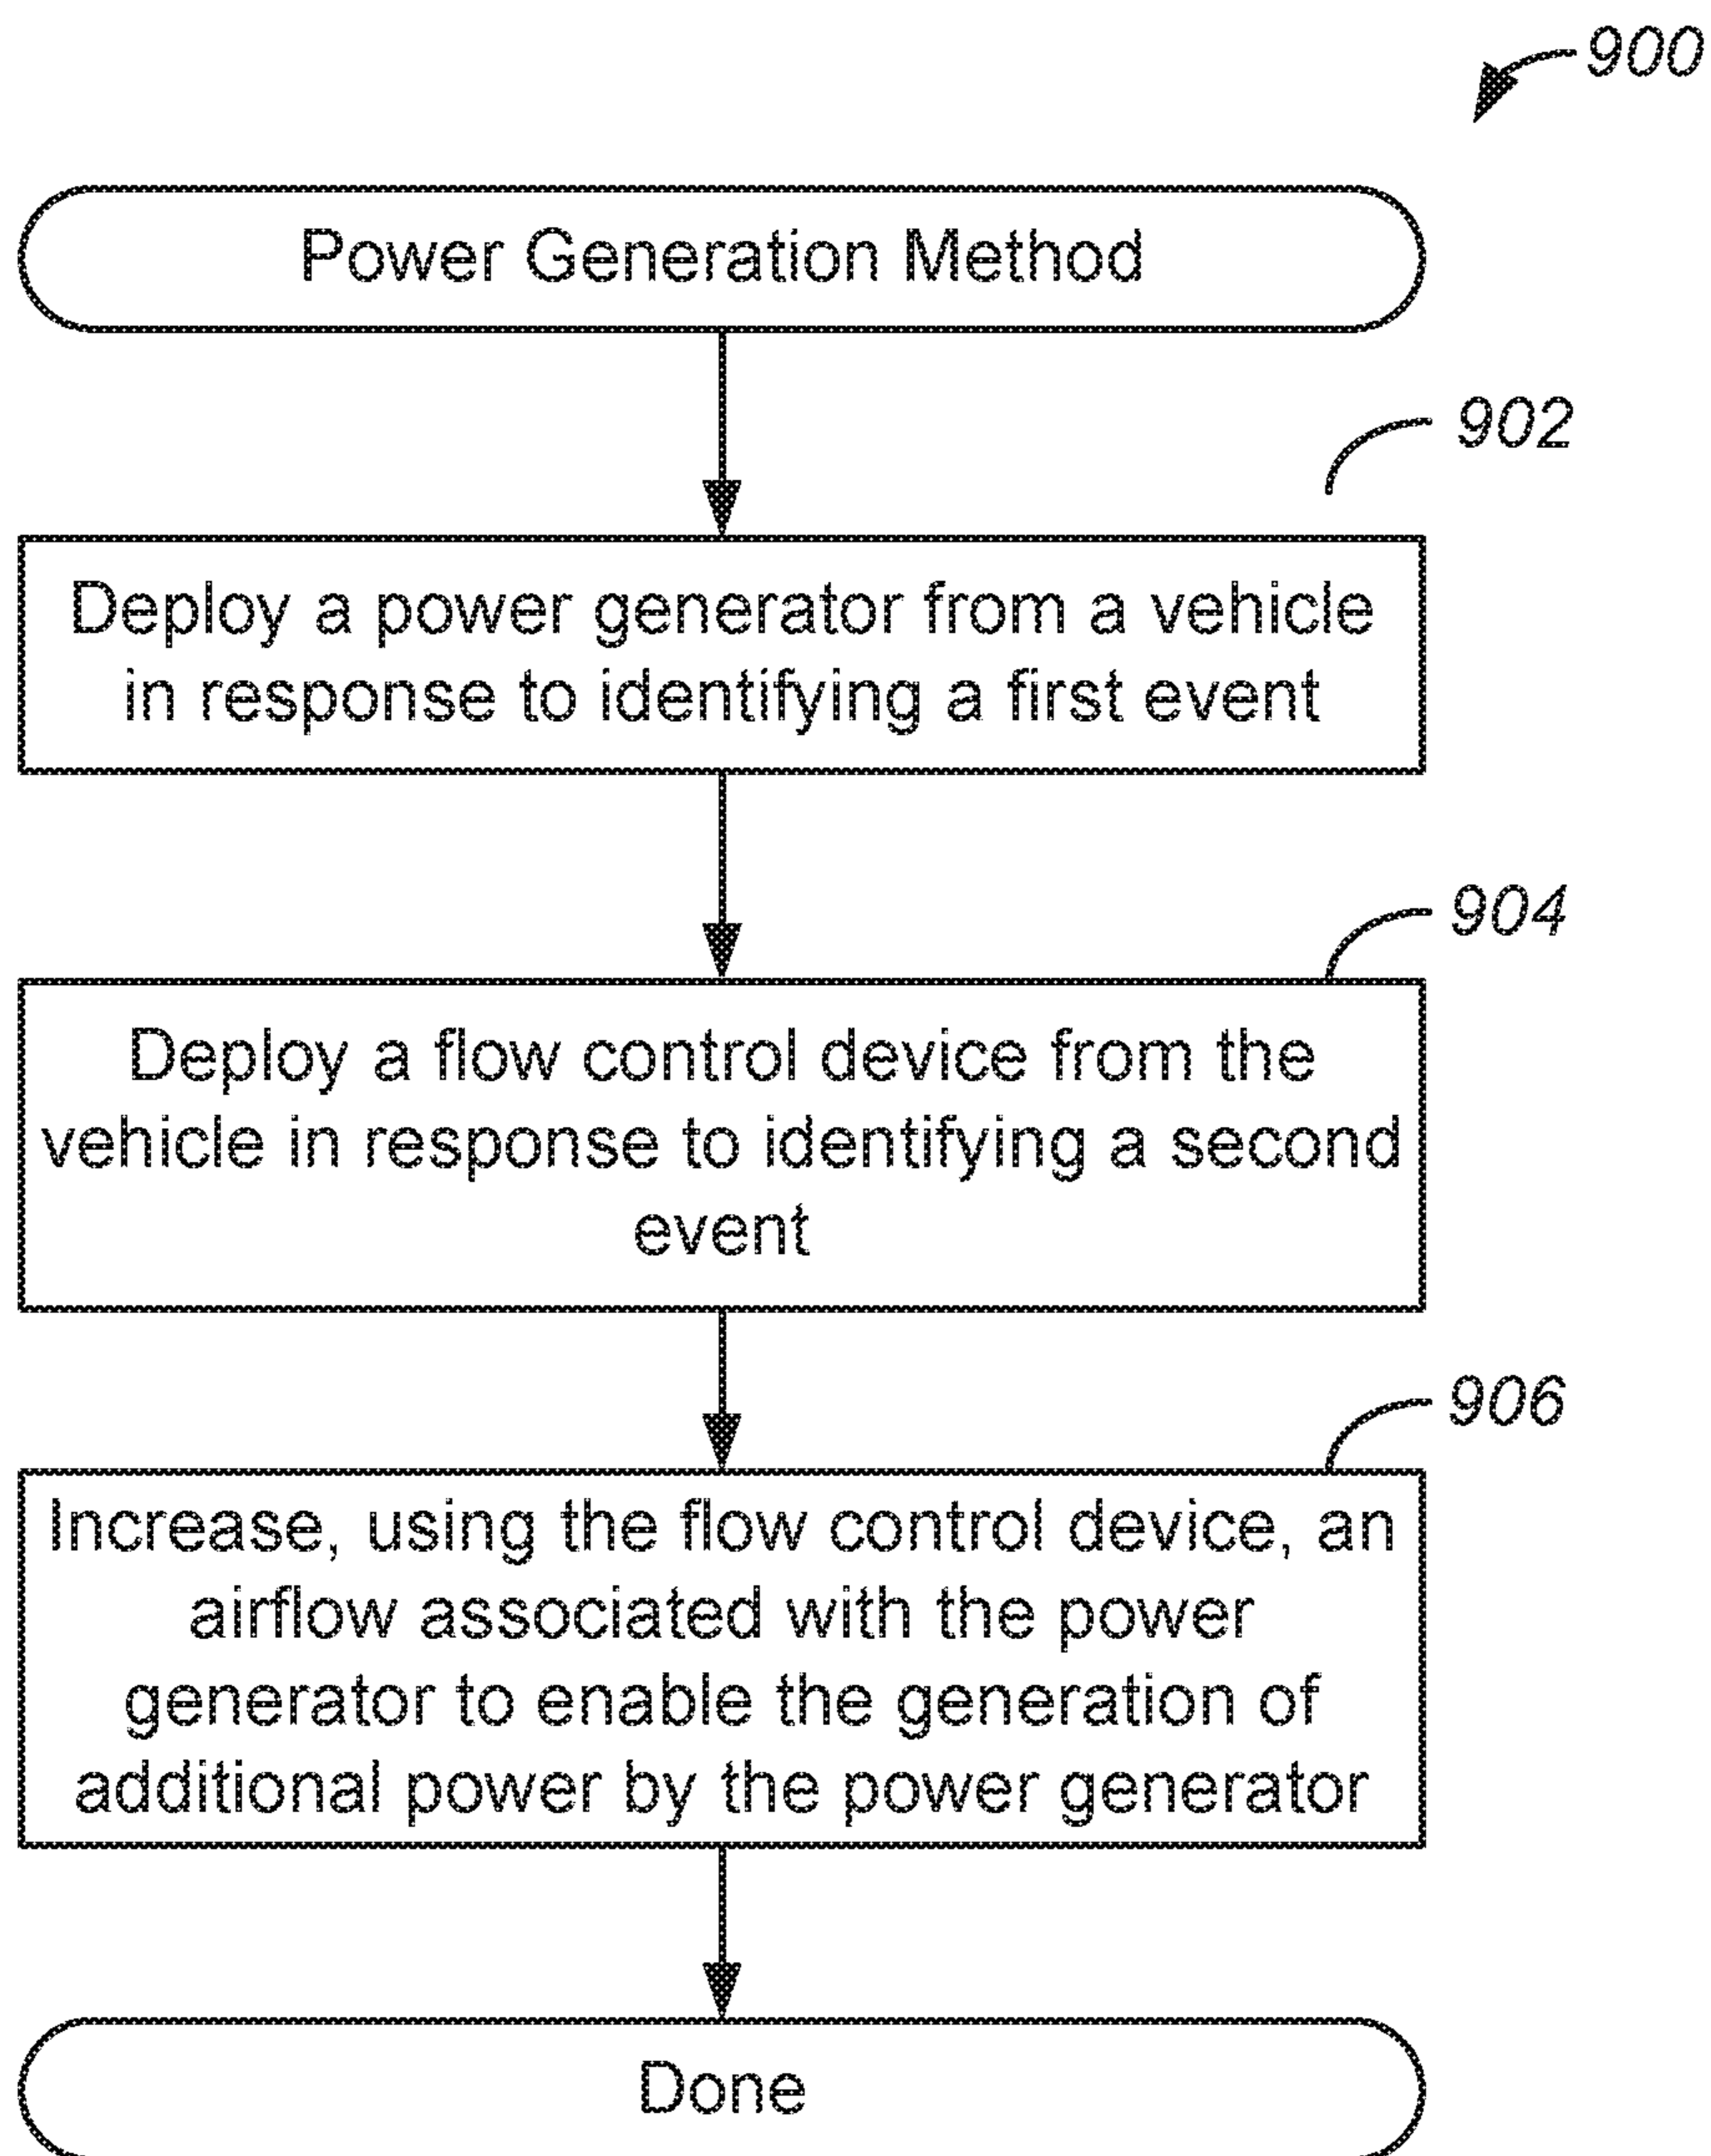 900
Power Generation Method
902
Deploy a power generator from a vehicle
in response to identifying a first event
904
Deploy a flow control device from the
vehicle in response to identifying a second
event
906
Increase, using the flow control device, an
airflow associated with the power
generator to enable the generation of
additional power by the power generator
Done